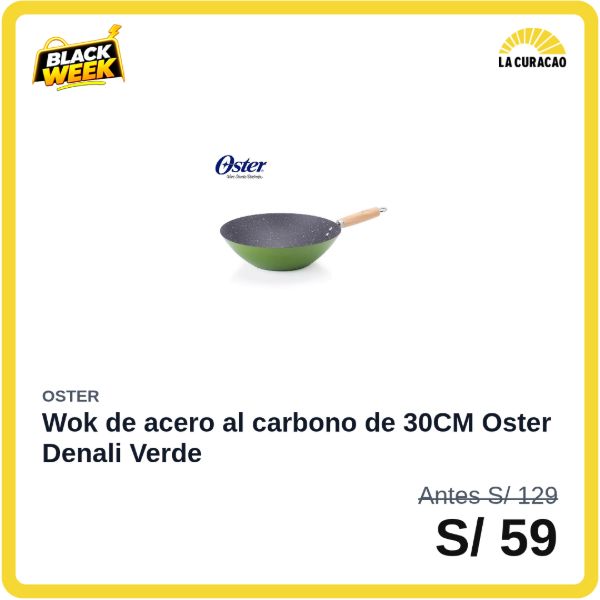 BLACK
WEEK
LA CURACAO
Oster
OSTER
Wok de acero al carbono de 30CM Oster
Denali Verde
Antes S/ 129
S/ 59